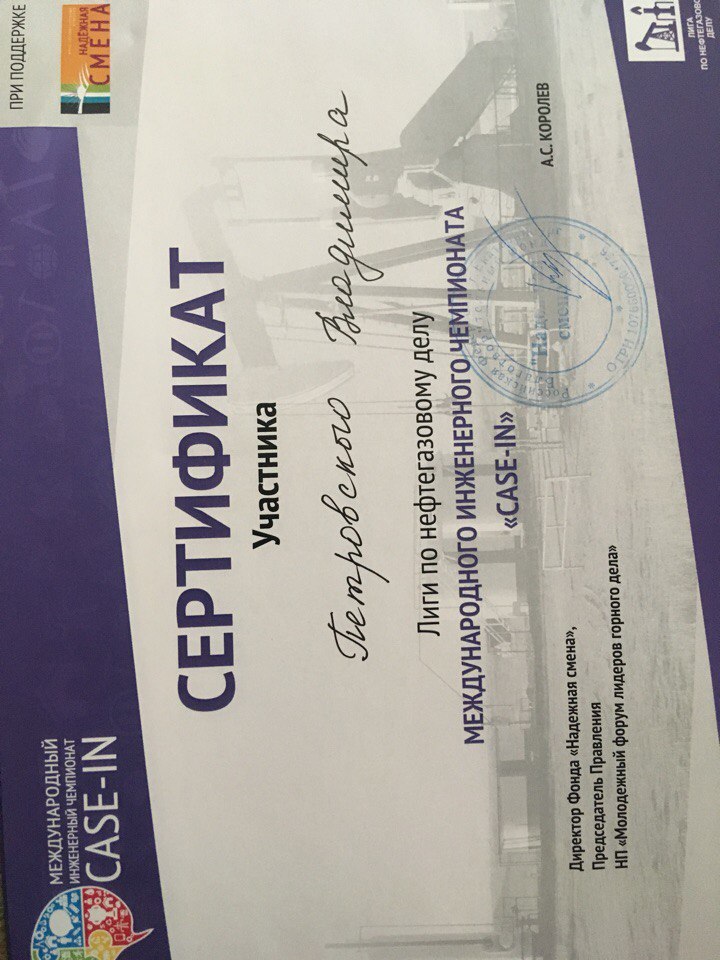 МЕЖДУНАРОДНЫЙ
ИНЖЕНЕРНЫЙ ЧЕМПИОНАТ
CASE-IN
ПРИ ПОДДЕРЖКЕ
НАДЁЖНАЯ
СМЕНА
СЕРТИФИКАТ
Участника
Петровского Владимира
Лиги по нефтегазовому делу
МЕЖДУНАРОДНОГО ИНЖЕНЕРНОГО ЧЕМПИОНАТА
«CASE-IN»
Директор Фонда «Надежная смена»,
Председатель Правления
НП «Молодежный форум лидеров горного дела»
А.С. КОРОЛЕВ
ЛИГА
ПО НЕФТЕГАЗОВОМУ
ДЕЛУ